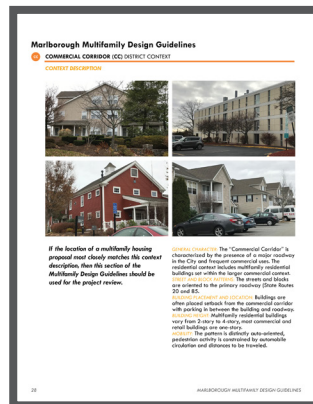 Marlborough Multifamily Design Guidelines
COMMERCIAL CORRIDOR (CC) DISTRICT CONTEXT
CONTEXT DESCRIPTION
If the location of a multifamily housing
proposal most closely matches this context
description, then this section of the
Multifamily Design Guidelines should be
used for the project review.
GENERAL CHARACTER The "Commercial Corridor" is
characterized by the presence of a major roadway
in the City and frequent commercial uses. The
residential context includes multifamily residential
buildings set within the larger commercial context.
STREET AND BLOCK PATTERNS The streets and blocks
are oriented to the primary roadway (State Routes
20 and 85.
BUILDING PLACEMENT AND LOCATION Buildings are
often placed setback from the commercial corridor
with parking in between the building and roadway.
BUILDING HEIGHT Multifamily residential buildings
vary from 2-story to 4-story, most commercial and
retail buildings are one-story.
MOBILITY The pattern is distinctly auto-oriented,
pedestrian activity is constrained by automobile
circulation and distances to be traveled.
28
MARLBOROUGH MULTIFAMILY DESIGN GUIDELINES